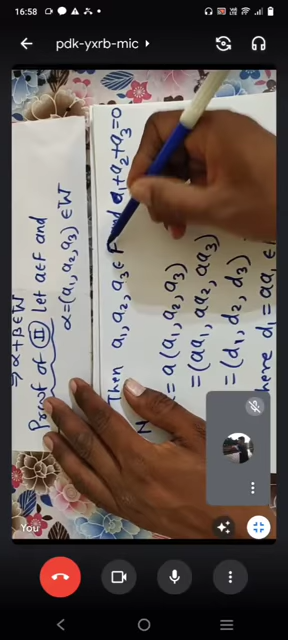 16:58
pdk-yxrb-mic
⇒ α+β ∈ W
Proof of (II) Let a∈F and
α=(a₁, a₂, a₃) ∈ W
Then a₁, a₂, a₃ ∈ F and a₁+a₂+a₃=0
= a(a₁, a₂, a₃)
= (aa₁, aa₂, aa₃)
= (d₁, d₂, d₃)
where d₁ = aa₁
You